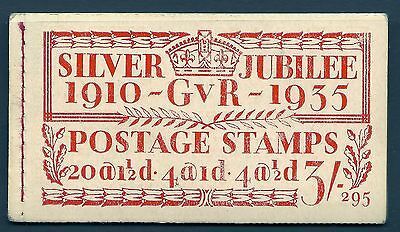 SILVER JUBILEE
1910 - GVR - 1935
POSTAGE STAMPS
20@1½d·4@1d·4@½d 3/-
295